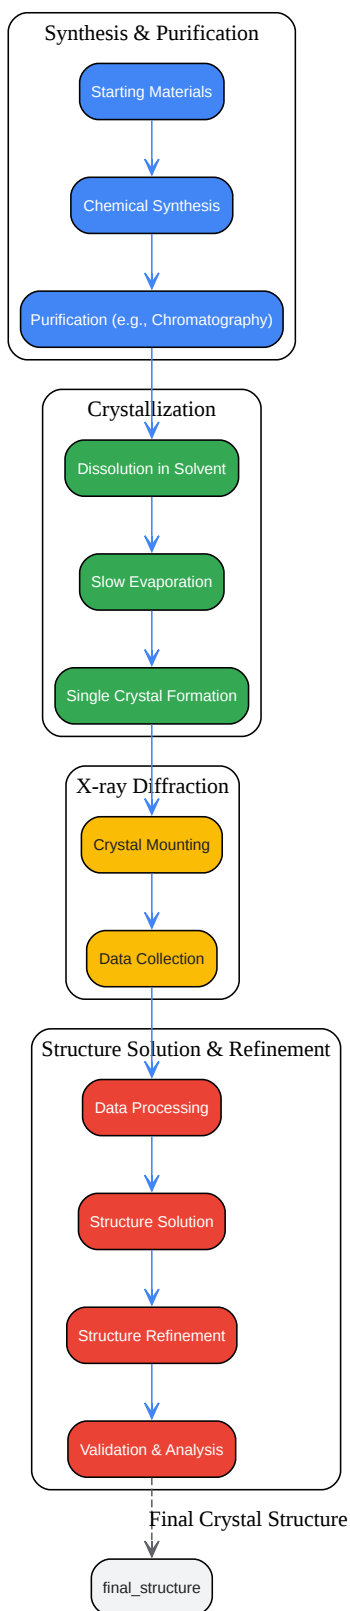 Synthesis & Purification
Starting Materials
Chemical Synthesis
Purification (e.g., Chromatography)
Crystallization
Dissolution in Solvent
Slow Evaporation
Single Crystal Formation
X-ray Diffraction
Crystal Mounting
Data Collection
Structure Solution & Refinement
Data Processing
Structure Solution
Structure Refinement
Validation & Analysis
Final Crystal Structure
final_structure